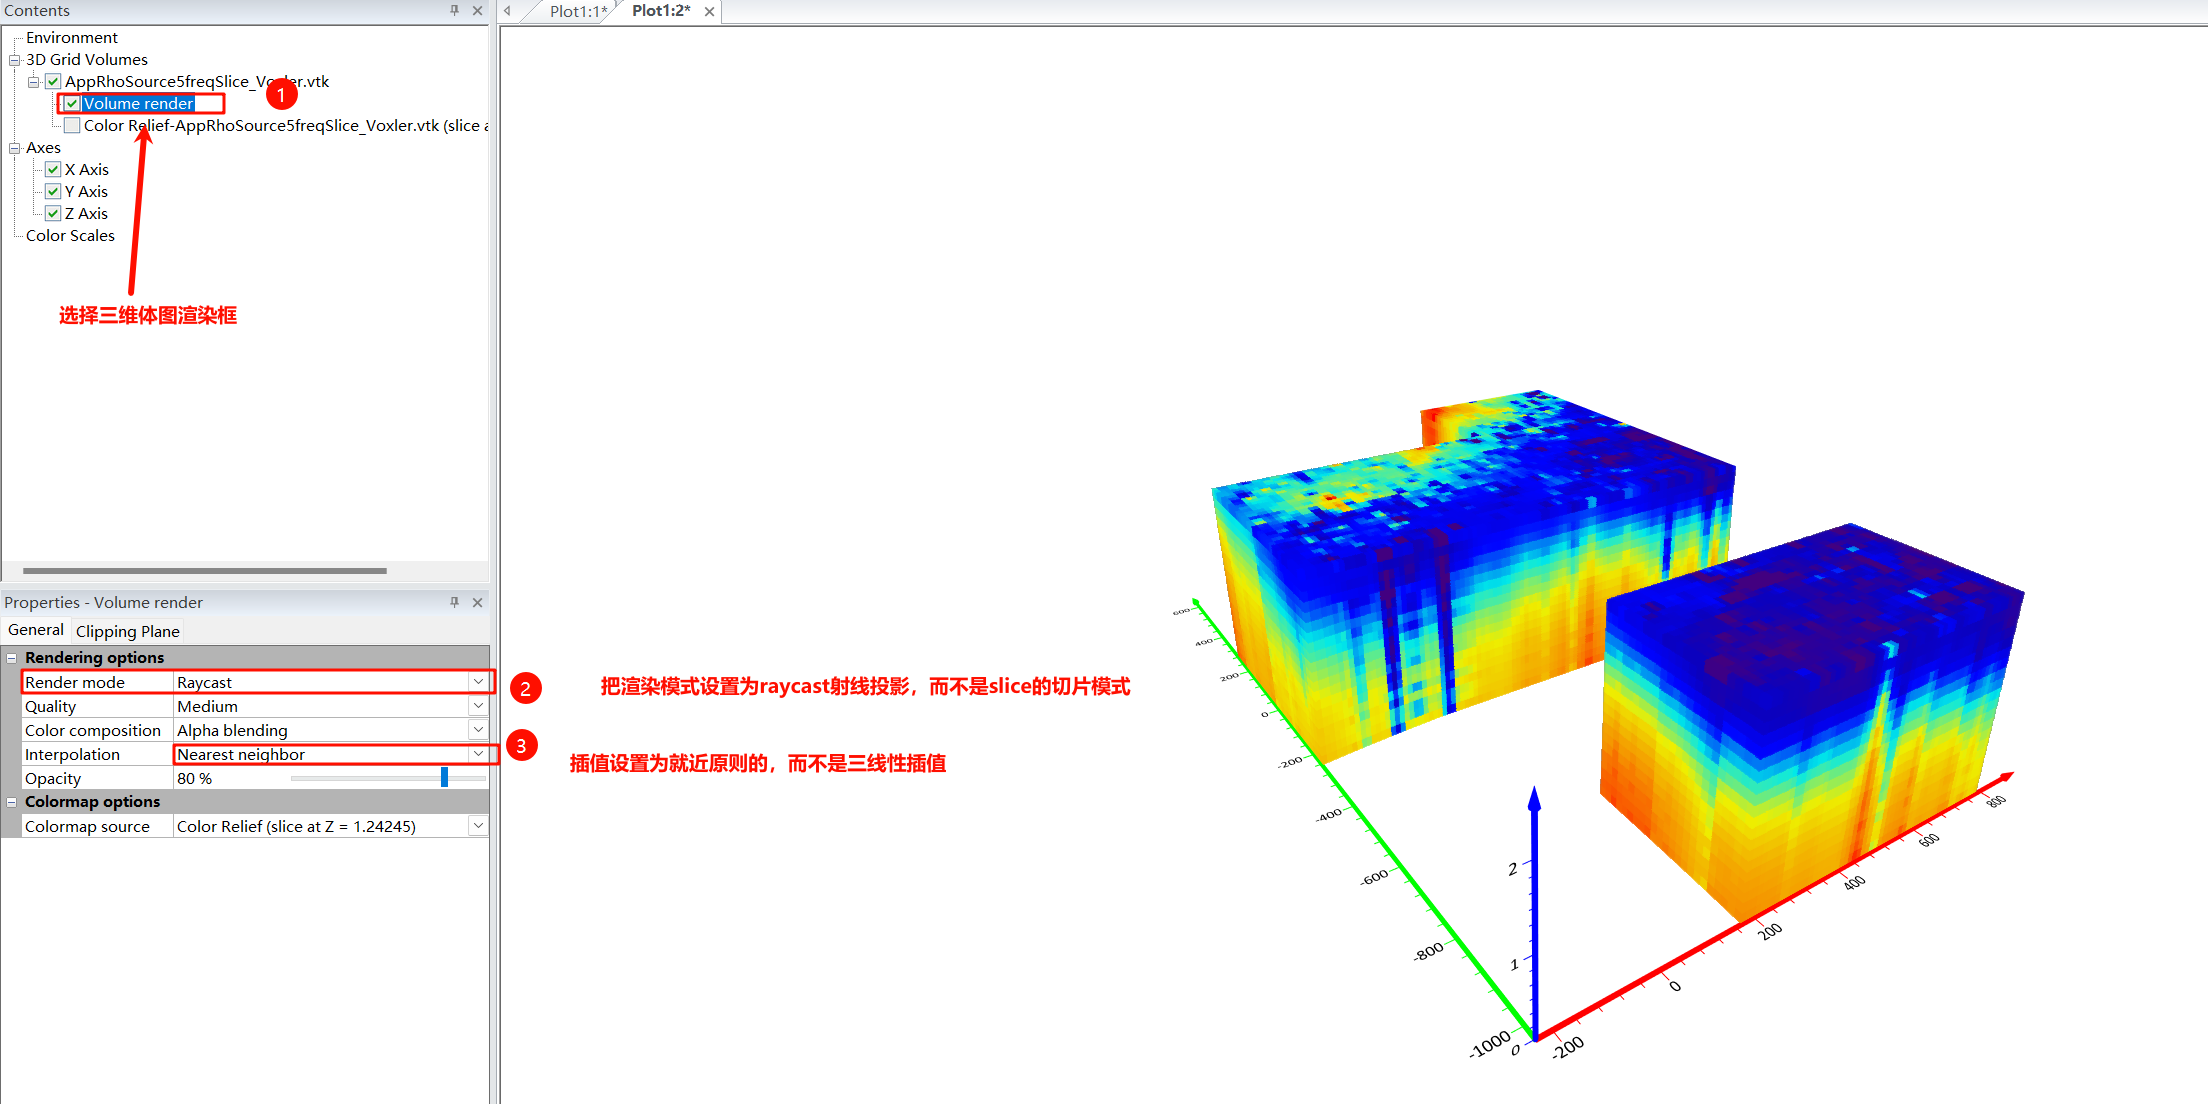 Contents
Plot1:1*
Plot1:2*
Environment
3D Grid Volumes
AppRhoSource5freqSlice_Voxler.vtk
1
Volume render
Color Relief-AppRhoSource5freqSlice_Voxler.vtk (slice a
Axes
X Axis
Y Axis
Z Axis
Color Scales
选择三维体图渲染框
Properties - Volume render
General
Clipping Plane
Rendering options
Render mode
Raycast
2
把渲染模式设置为raycast射线投影，而不是slice的切片模式
Quality
Medium
Color composition
Alpha blending
Interpolation
Nearest neighbor
3
插值设置为就近原则的，而不是三线性插值
Opacity
80 %
Colormap options
Colormap source
Color Relief (slice at Z = 1.24245)
600
400
200
0
-200
-400
-600
-800
-1000
2
1
0
-200
0
200
400
600
800